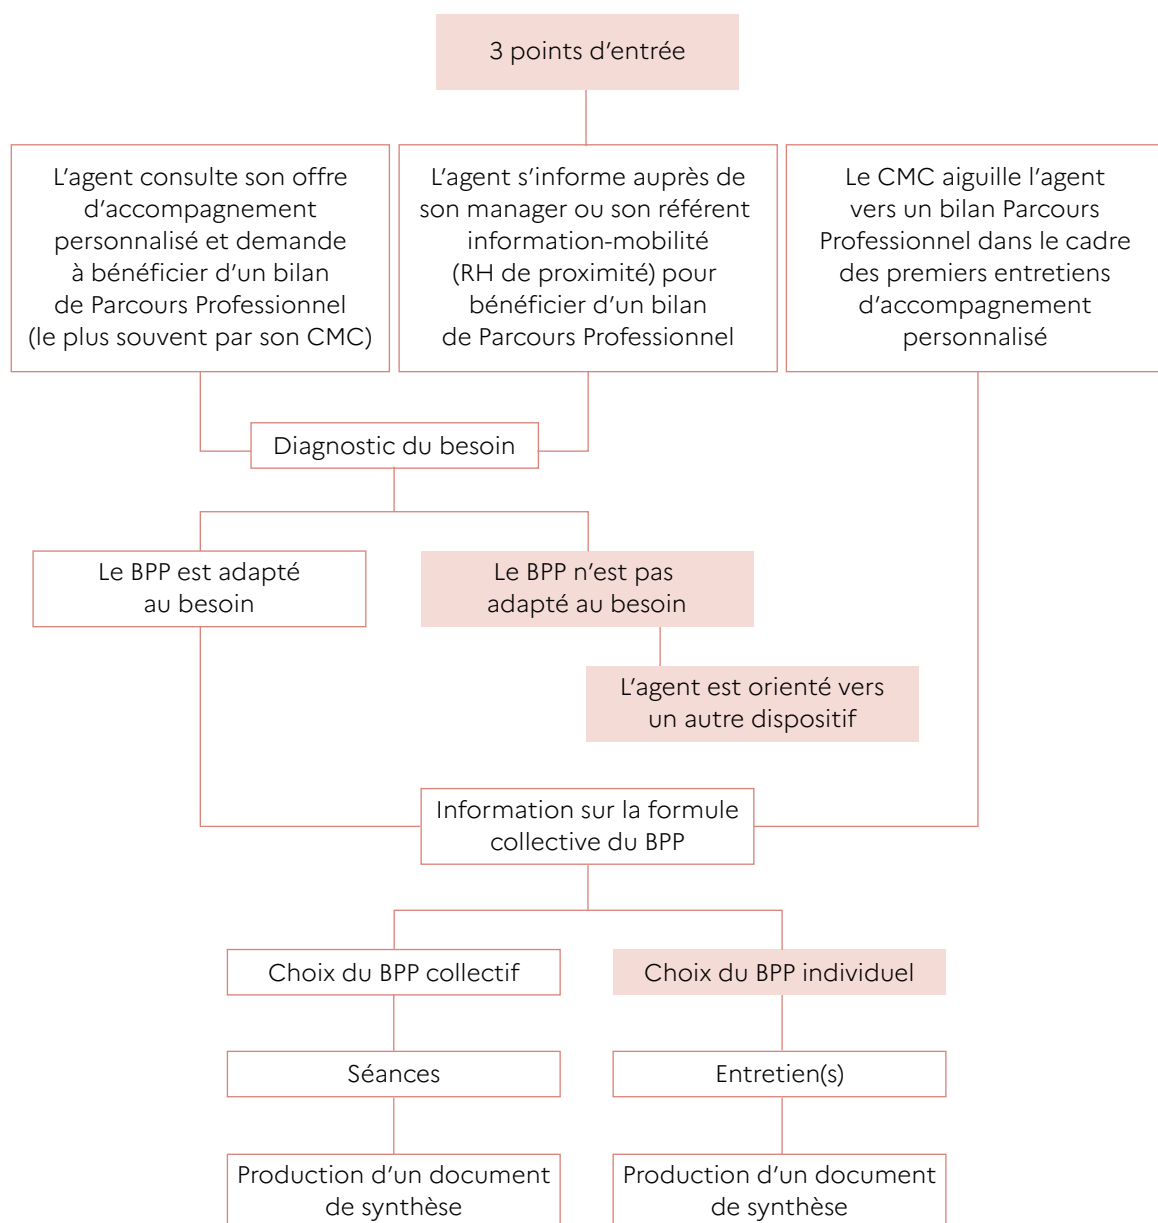 3 points d'entrée
L'agent consulte son offre
d'accompagnement
personnalisé et demande
à bénéficier d'un bilan
de Parcours Professionnel
(le plus souvent par son CMC)
L'agent s'informe auprès de
son manager ou son référent
information-mobilité
(RH de proximité) pour
bénéficier d'un bilan
de Parcours Professionnel
Le CMC aiguille l'agent
vers un bilan Parcours
Professionnel dans le cadre
des premiers entretiens
d'accompagnement
personnalisé
Diagnostic du besoin
Le BPP est adapté
au besoin
Le BPP n'est pas
adapté au besoin
L'agent est orienté vers
un autre dispositif
Information sur la formule
collective du BPP
Choix du BPP collectif
Choix du BPP individuel
Séances
Entretien(s)
Production d'un document
de synthèse
Production d'un document
de synthèse